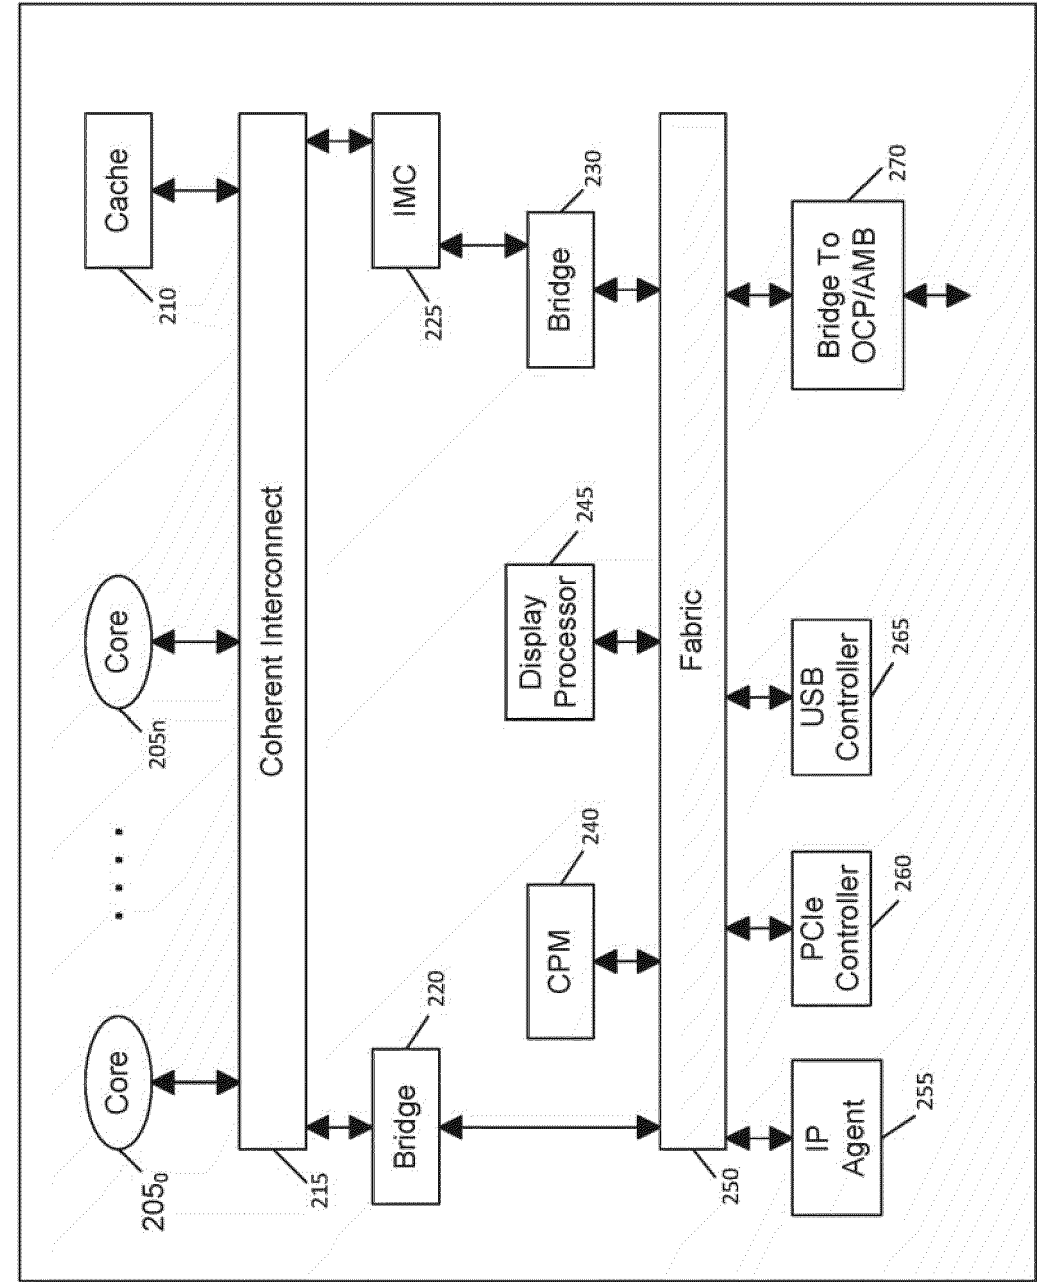 Core
Core
Cache
205₀
. . . .
205n
210
Coherent Interconnect
215
Bridge
220
IMC
225
CPM
240
Display
Processor
245
Bridge
230
Fabric
250
IP
Agent
255
PCIe
Controller
260
USB
Controller
265
Bridge To
OCP/AMB
270